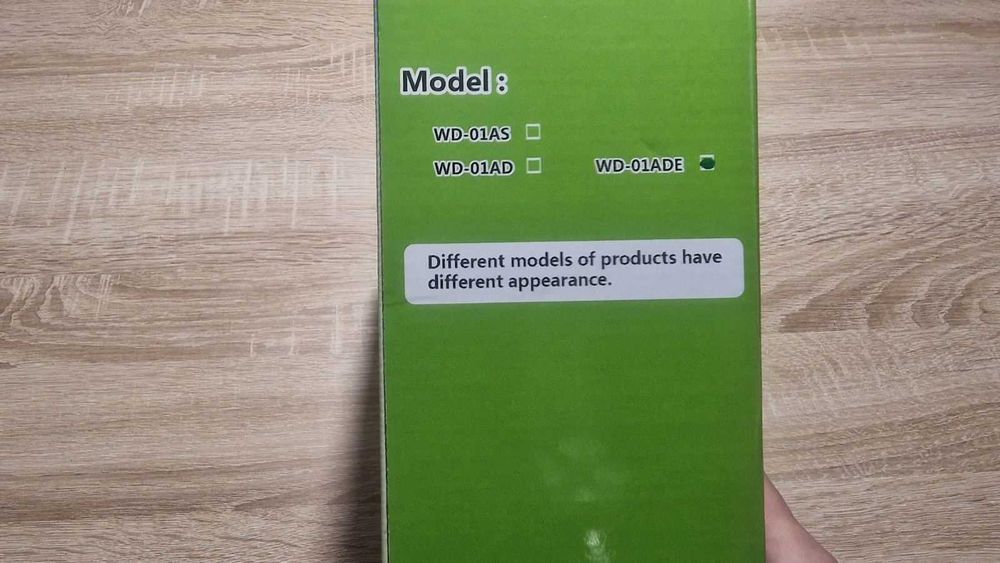 Model:
WD-01AS
WD-01AD WD-01ADE
Different models of products have
different appearance.